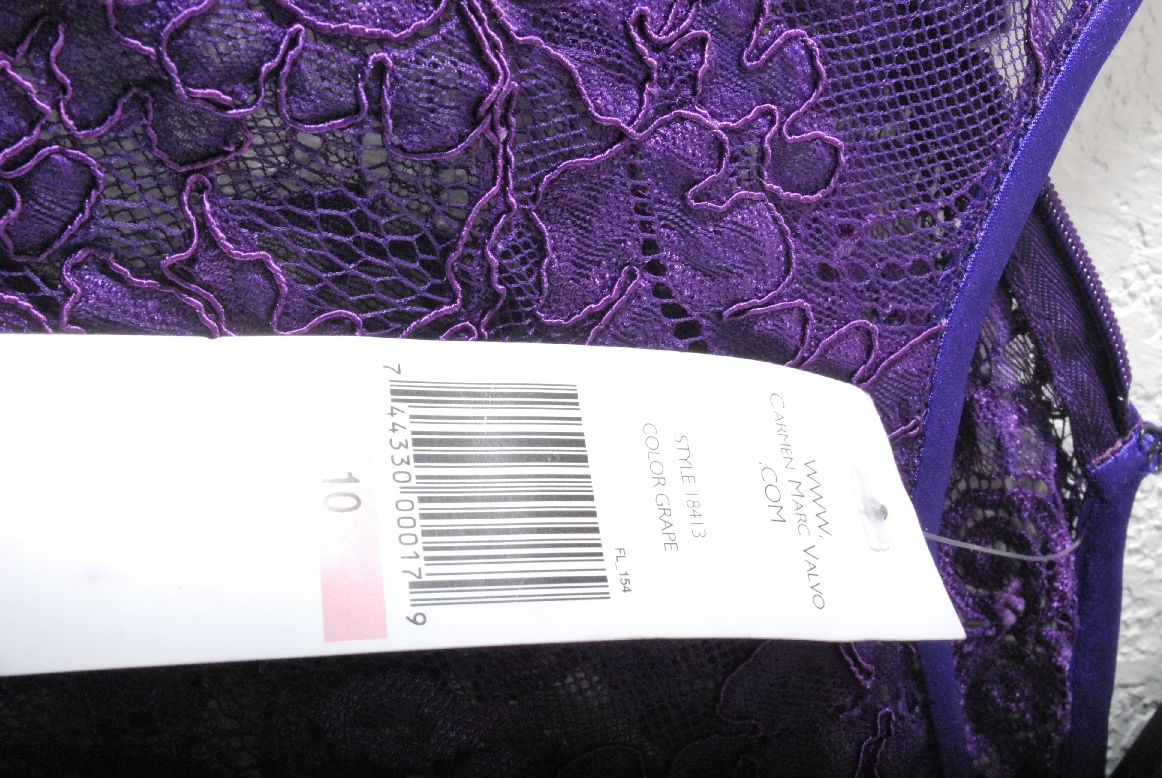 WWW.
CARMEN MARC VALVO
.COM
STYLE 18413
COLOR GRAPE
FL_154
7 44330 00017 9
10